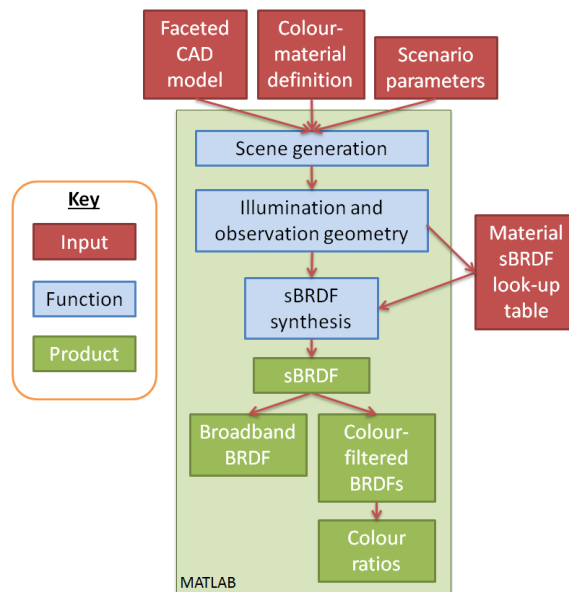 Faceted
CAD
model
Colour-
material
definition
Scenario
parameters
Scene generation
Illumination and
observation geometry
Material
sBRDF
look-up
table
sBRDF
synthesis
sBRDF
Broadband
BRDF
Colour-
filtered
BRDFs
Colour
ratios
MATLAB
Key
Input
Function
Product